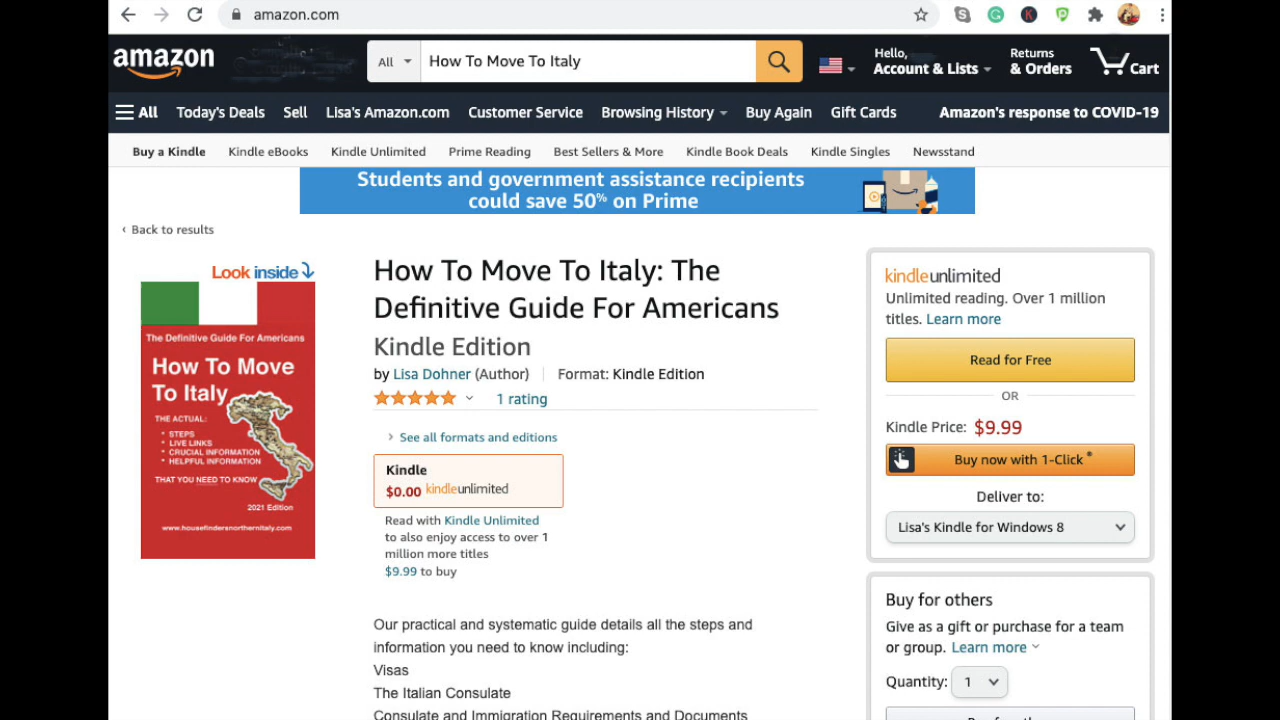 amazon.com
amazon
All
How To Move To Italy
Hello,
Account & Lists
Returns
& Orders
Cart
All Today's Deals Sell Lisa's Amazon.com Customer Service Browsing History Buy Again Gift Cards Amazon's response to COVID-19
Buy a Kindle Kindle eBooks Kindle Unlimited Prime Reading Best Sellers & More Kindle Book Deals Kindle Singles Newsstand
Students and government assistance recipients
could save 50% on Prime
‹ Back to results
Look inside
The Definitive Guide For Americans
How To Move
To Italy
THE ACTUAL:
• STEPS
• LIVE LINKS
• CRUCIAL INFORMATION
• HELPFUL INFORMATION
THAT YOU NEED TO KNOW
2021 Edition
www.housefindersnorthernitaly.com
How To Move To Italy: The
Definitive Guide For Americans
Kindle Edition
by Lisa Dohner (Author) Format: Kindle Edition
1 rating
› See all formats and editions
Kindle
$0.00 kindleunlimited
Read with Kindle Unlimited
to also enjoy access to over 1
million more titles
$9.99 to buy
Our practical and systematic guide details all the steps and
information you need to know including:
Visas
The Italian Consulate
Consulate and Immigration Requirements and Documents
kindleunlimited
Unlimited reading. Over 1 million
titles. Learn more
Read for Free
OR
Kindle Price: $9.99
Buy now with 1-Click ®
Deliver to:
Lisa's Kindle for Windows 8
Buy for others
Give as a gift or purchase for a team
or group. Learn more
Quantity: 1